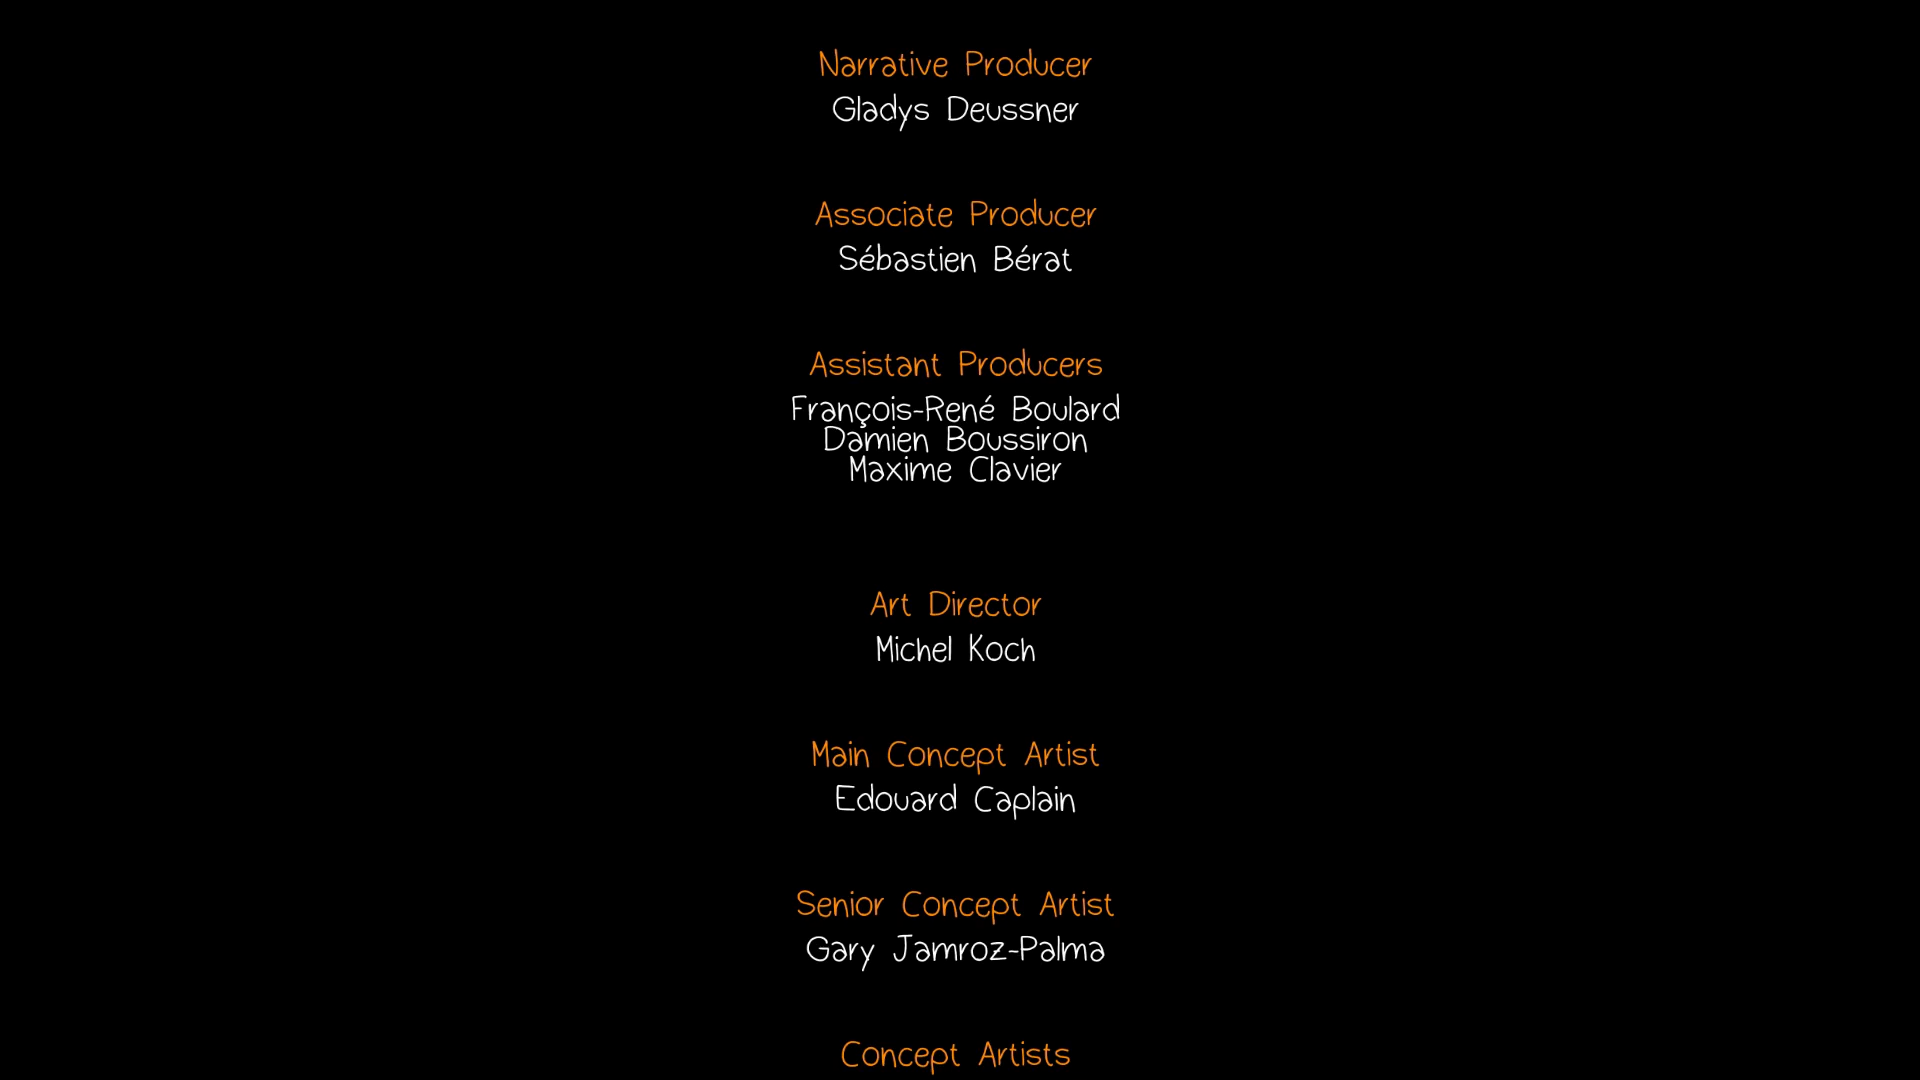 Narrative Producer
Gladys Deussner
Associate Producer
Sébastien Bérat
Assistant Producers
François-René Boulard
Damien Boussiron
Maxime Clavier
Art Director
Michel Koch
Main Concept Artist
Edouard Caplain
Senior Concept Artist
Gary Jamroz-Palma
Concept Artists